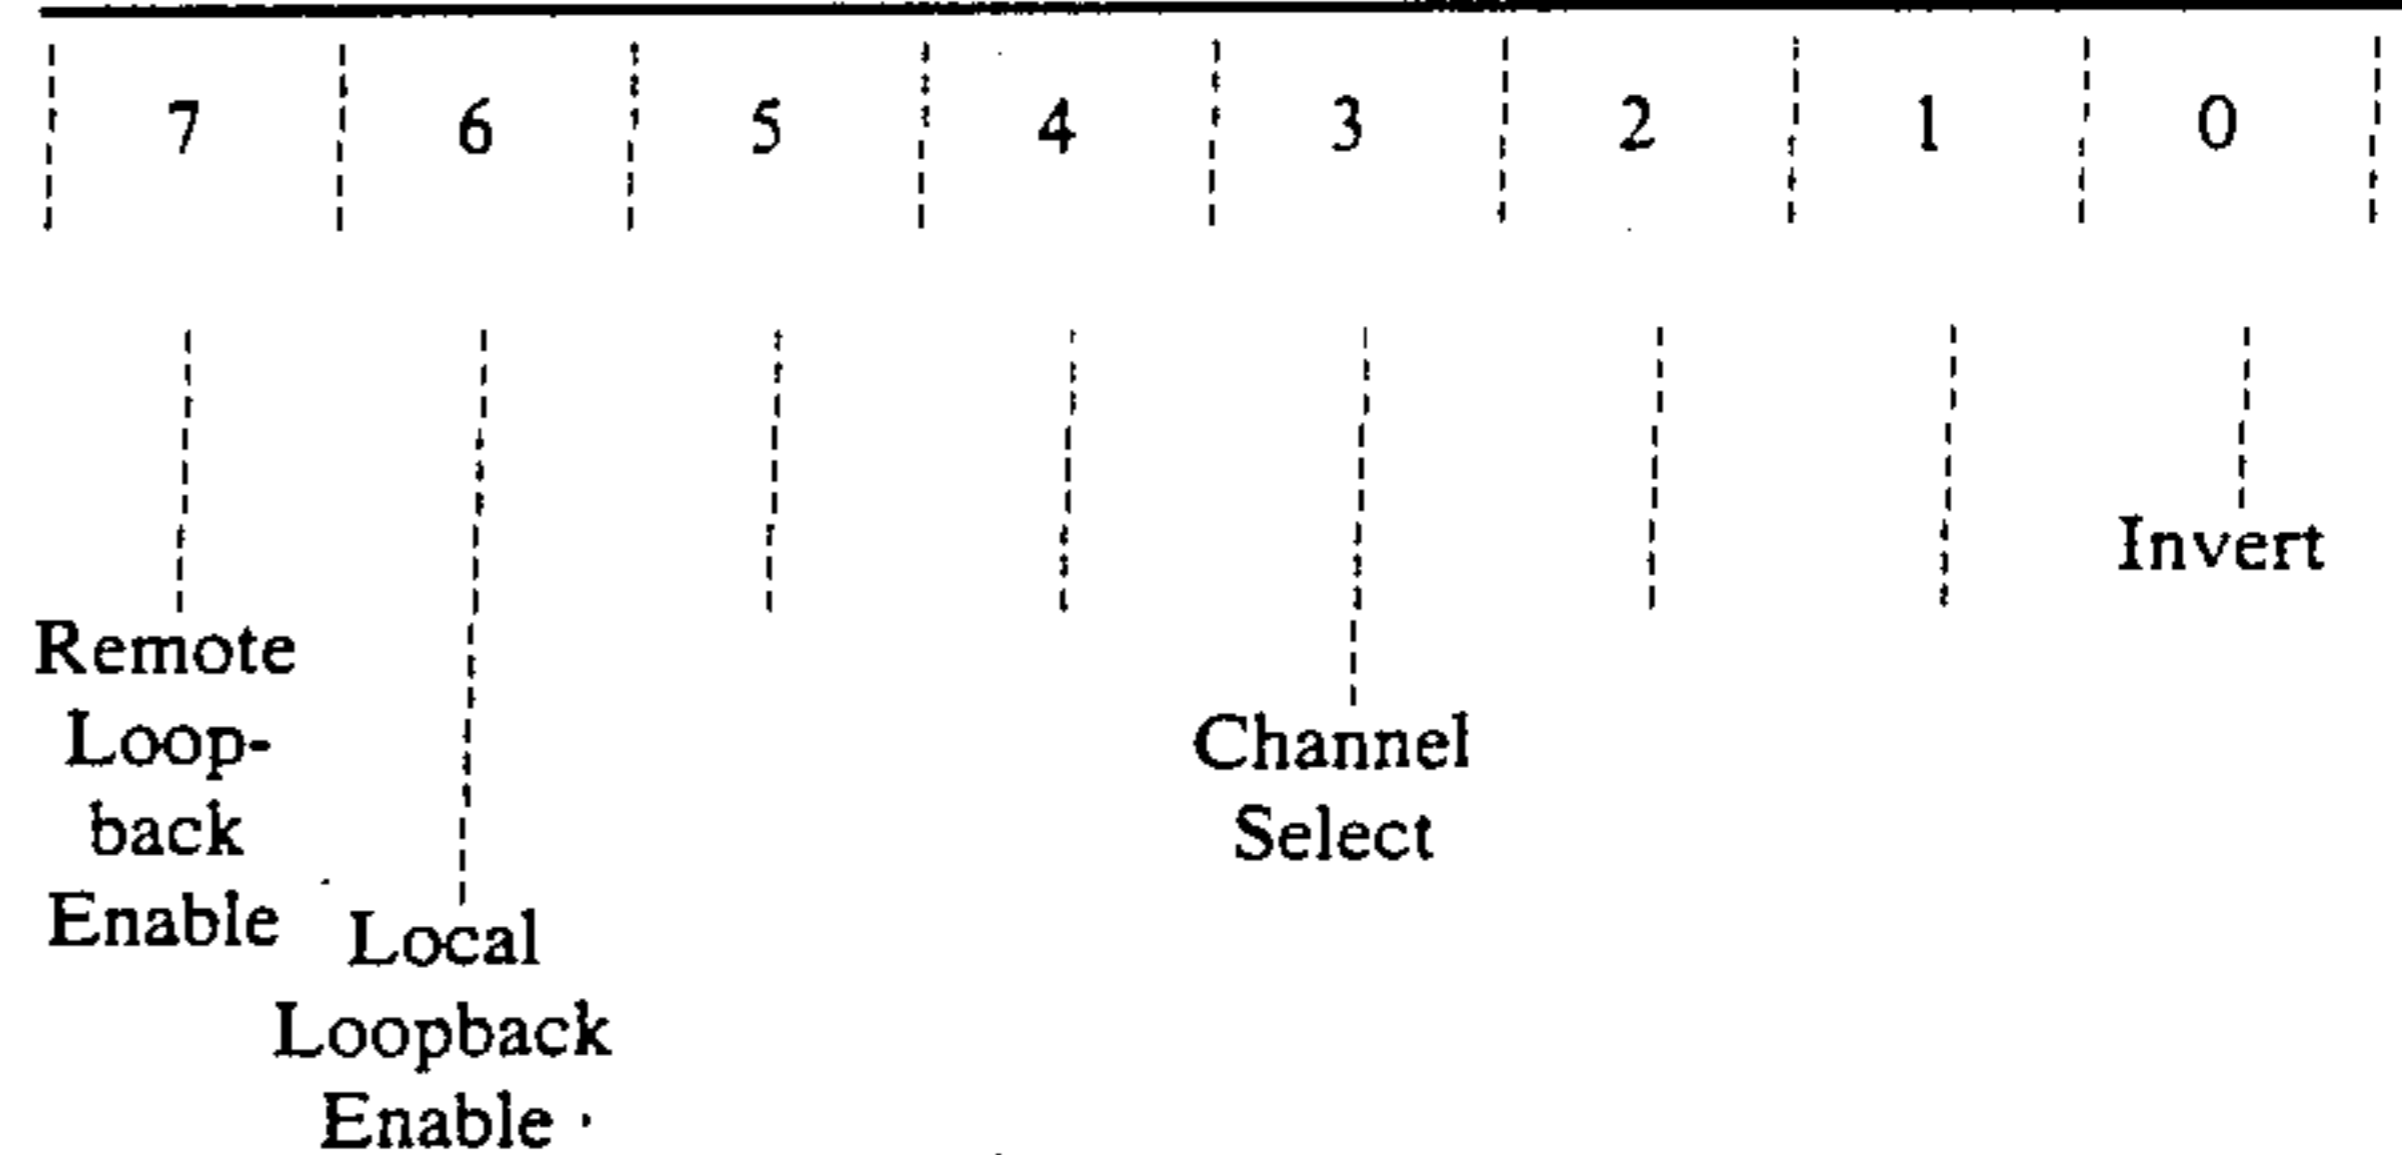 7 6 5 4 3 2 1 0
Invert
Remote
Loop-
back
Enable
Channel
Select
Local
Loopback
Enable